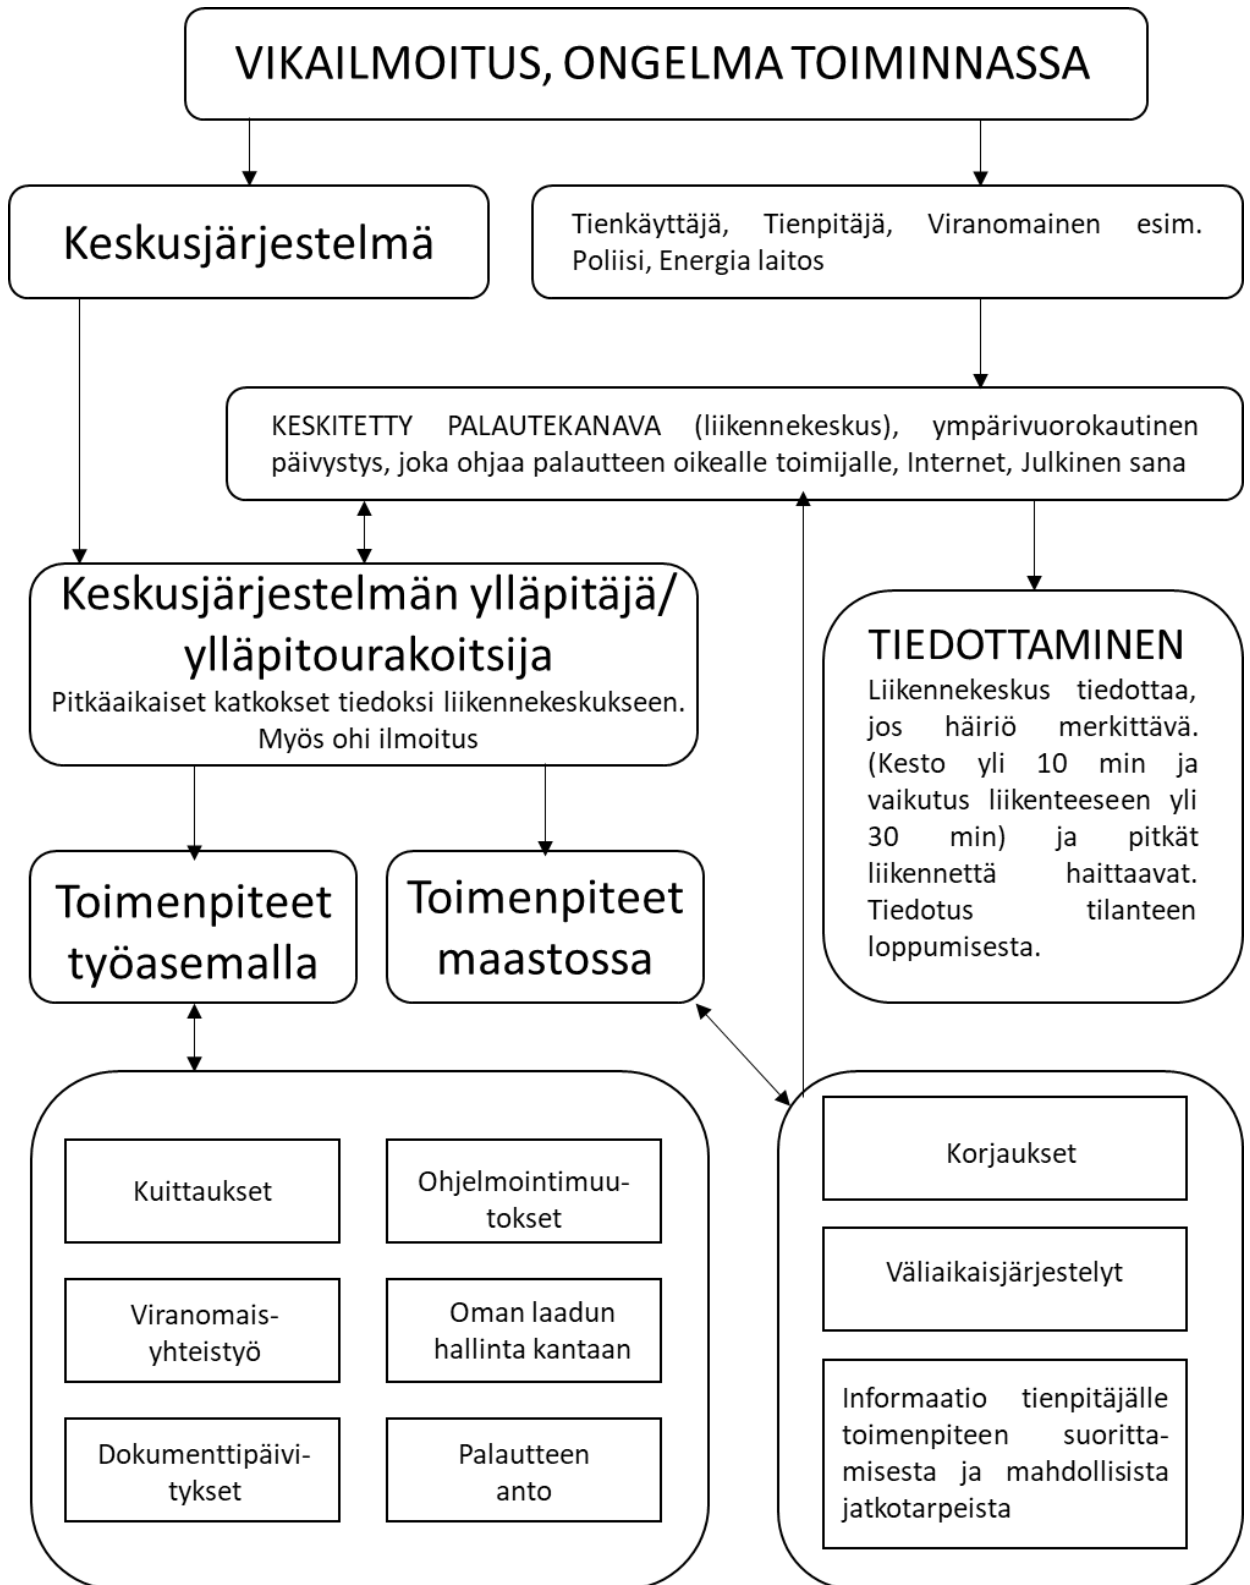 VIKAILMOITUS, ONGELMA TOIMINNASSA
Keskusjärjestelmä
Tienkäyttäjä, Tienpitäjä, Viranomainen esim.
Poliisi, Energia laitos
KESKITETTY PALAUTEKANAVA (liikennekeskus), ympärivuorokautinen
päivystys, joka ohjaa palautteen oikealle toimijalle, Internet, Julkinen sana
Keskusjärjestelmän ylläpitäjä/
ylläpitourakoitsija
Pitkäaikaiset katkokset tiedoksi liikennekeskukseen.
Myös ohi ilmoitus
TIEDOTTAMINEN
Liikennekeskus tiedottaa,
jos häiriö merkittävä.
(Kesto yli 10 min ja
vaikutus liikenteeseen yli
30 min) ja pitkät
liikennettä haittaavat.
Tiedotus tilanteen
loppumisesta.
Toimenpiteet
työasemalla
Toimenpiteet
maastossa
Kuittaukset
Ohjelmointimuu-
tokset
Viranomais-
yhteistyö
Oman laadun
hallinta kantaan
Dokumenttipäivi-
tykset
Palautteen
anto
Korjaukset
Väliaikaisjärjestelyt
Informaatio tienpitäjälle
toimenpiteen suoritta-
misesta ja mahdollisista
jatkotarpeista